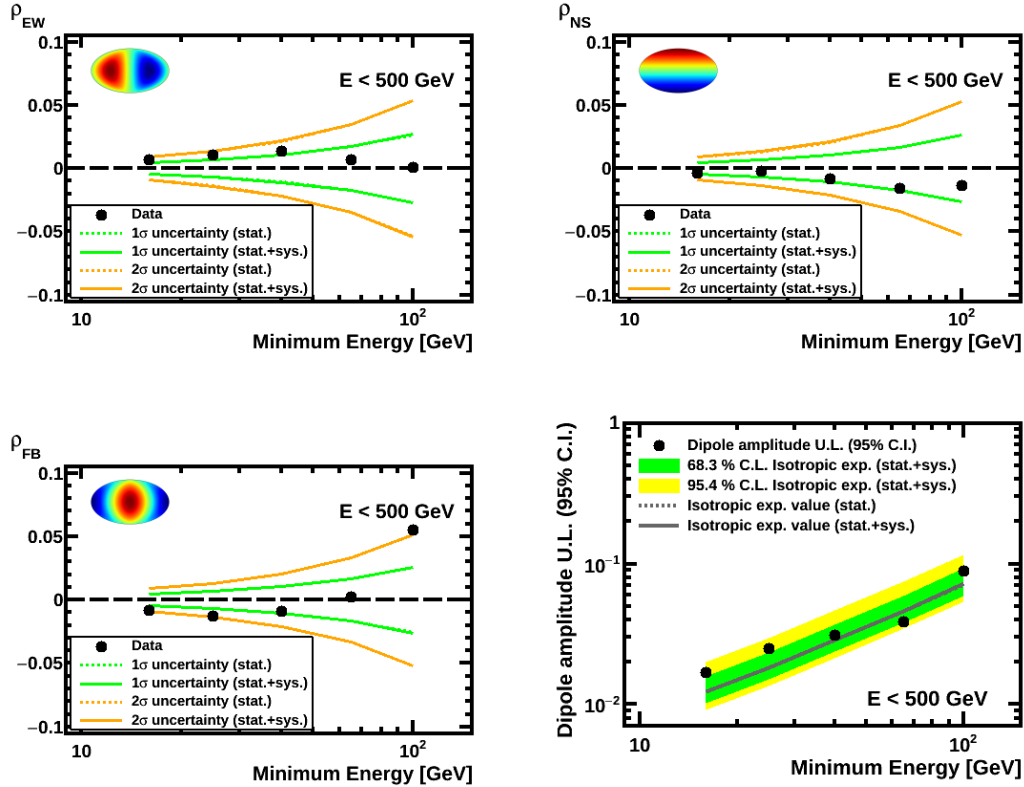 ρEW
0.1
0.05
0
−0.05
−0.1
E < 500 GeV
Data
1σ uncertainty (stat.)
1σ uncertainty (stat.+sys.)
2σ uncertainty (stat.)
2σ uncertainty (stat.+sys.)
10
10²
Minimum Energy [GeV]
ρNS
0.1
0.05
0
−0.05
−0.1
E < 500 GeV
Data
1σ uncertainty (stat.)
1σ uncertainty (stat.+sys.)
2σ uncertainty (stat.)
2σ uncertainty (stat.+sys.)
10
10²
Minimum Energy [GeV]
ρFB
0.1
0.05
0
−0.05
−0.1
E < 500 GeV
Data
1σ uncertainty (stat.)
1σ uncertainty (stat.+sys.)
2σ uncertainty (stat.)
2σ uncertainty (stat.+sys.)
10
10²
Minimum Energy [GeV]
Dipole amplitude U.L. (95% C.I.)
1
10⁻¹
10⁻²
Dipole amplitude U.L. (95% C.I.)
68.3 % C.L. Isotropic exp. (stat.+sys.)
95.4 % C.L. Isotropic exp. (stat.+sys.)
Isotropic exp. value (stat.)
Isotropic exp. value (stat.+sys.)
E < 500 GeV
10
10²
Minimum Energy [GeV]